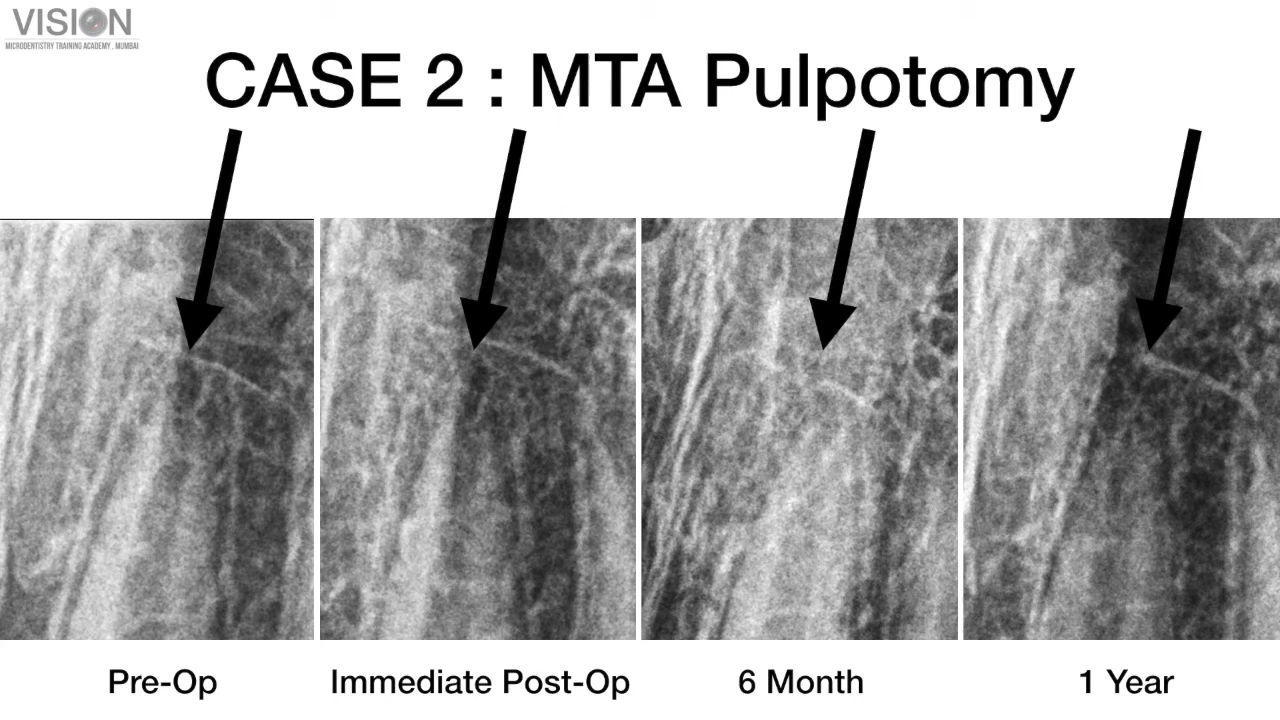 VISION
MICRODENTISTRY TRAINING ACADEMY , MUMBAI
CASE 2 : MTA Pulpotomy
Pre-Op
Immediate Post-Op
6 Month
1 Year